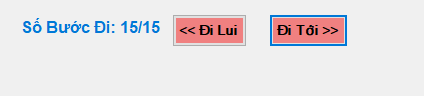 Số Bước Đi: 15/15 << Đi Lui Đi Tới >>